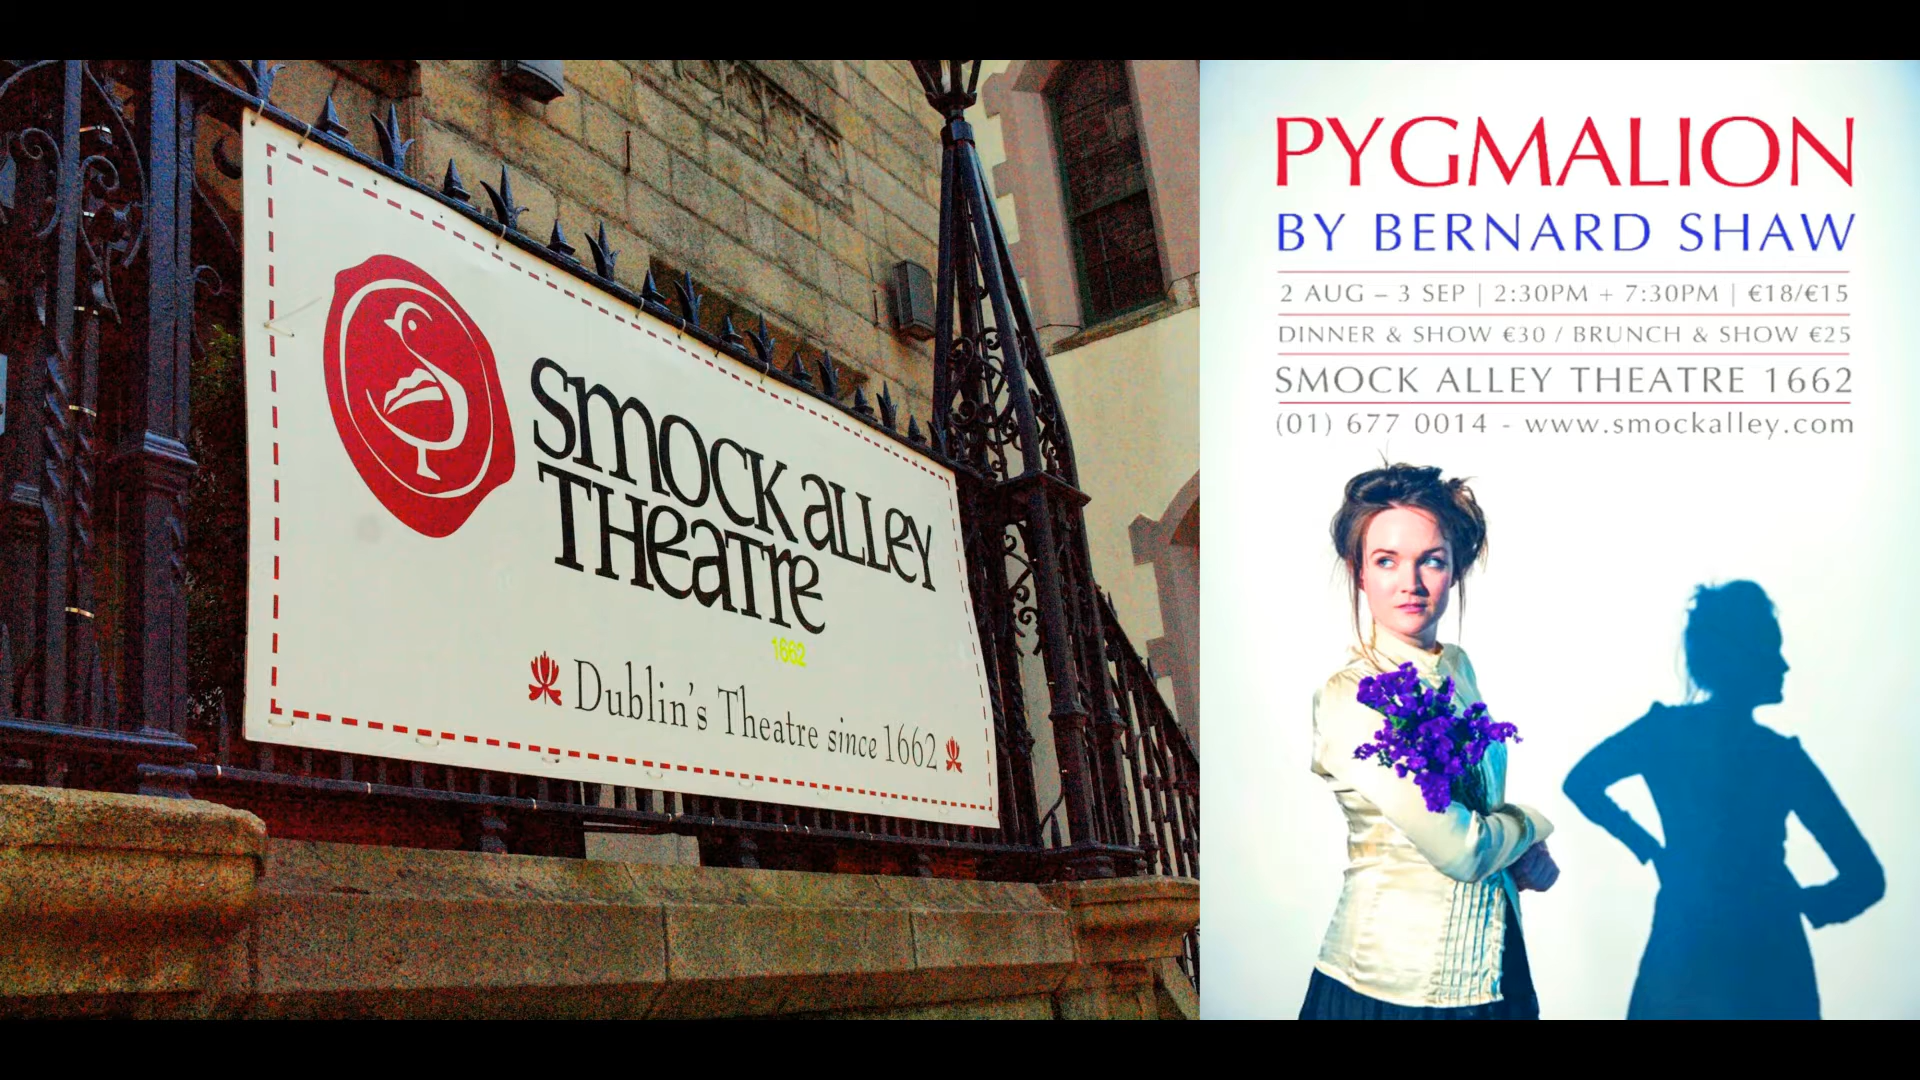 smock alley
Theatre
1662
Dublin's Theatre since 1662
PYGMALION
BY BERNARD SHAW
2 AUG – 3 SEP | 2:30PM + 7:30PM | €18/€15
DINNER & SHOW €30 / BRUNCH & SHOW €25
SMOCK ALLEY THEATRE 1662
(01) 677 0014 - www.smockalley.com